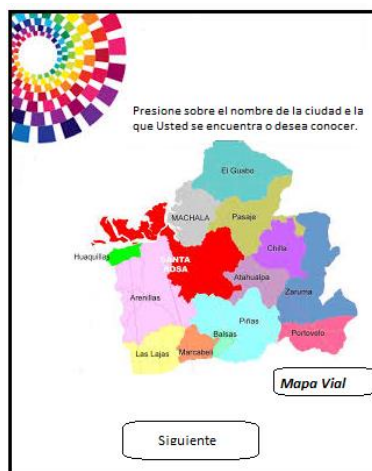 Presione sobre el nombre de la ciudad e la
que Usted se encuentra o desea conocer.
El Guabo
MACHALA
Pasaje
Chilla
SANTA
ROSA
Huaquillas
Atahualpa
Zaruma
Arenillas
Piñas
Balsas
Portovelo
Las Lajas
Marcabelí
Mapa Vial
Siguiente